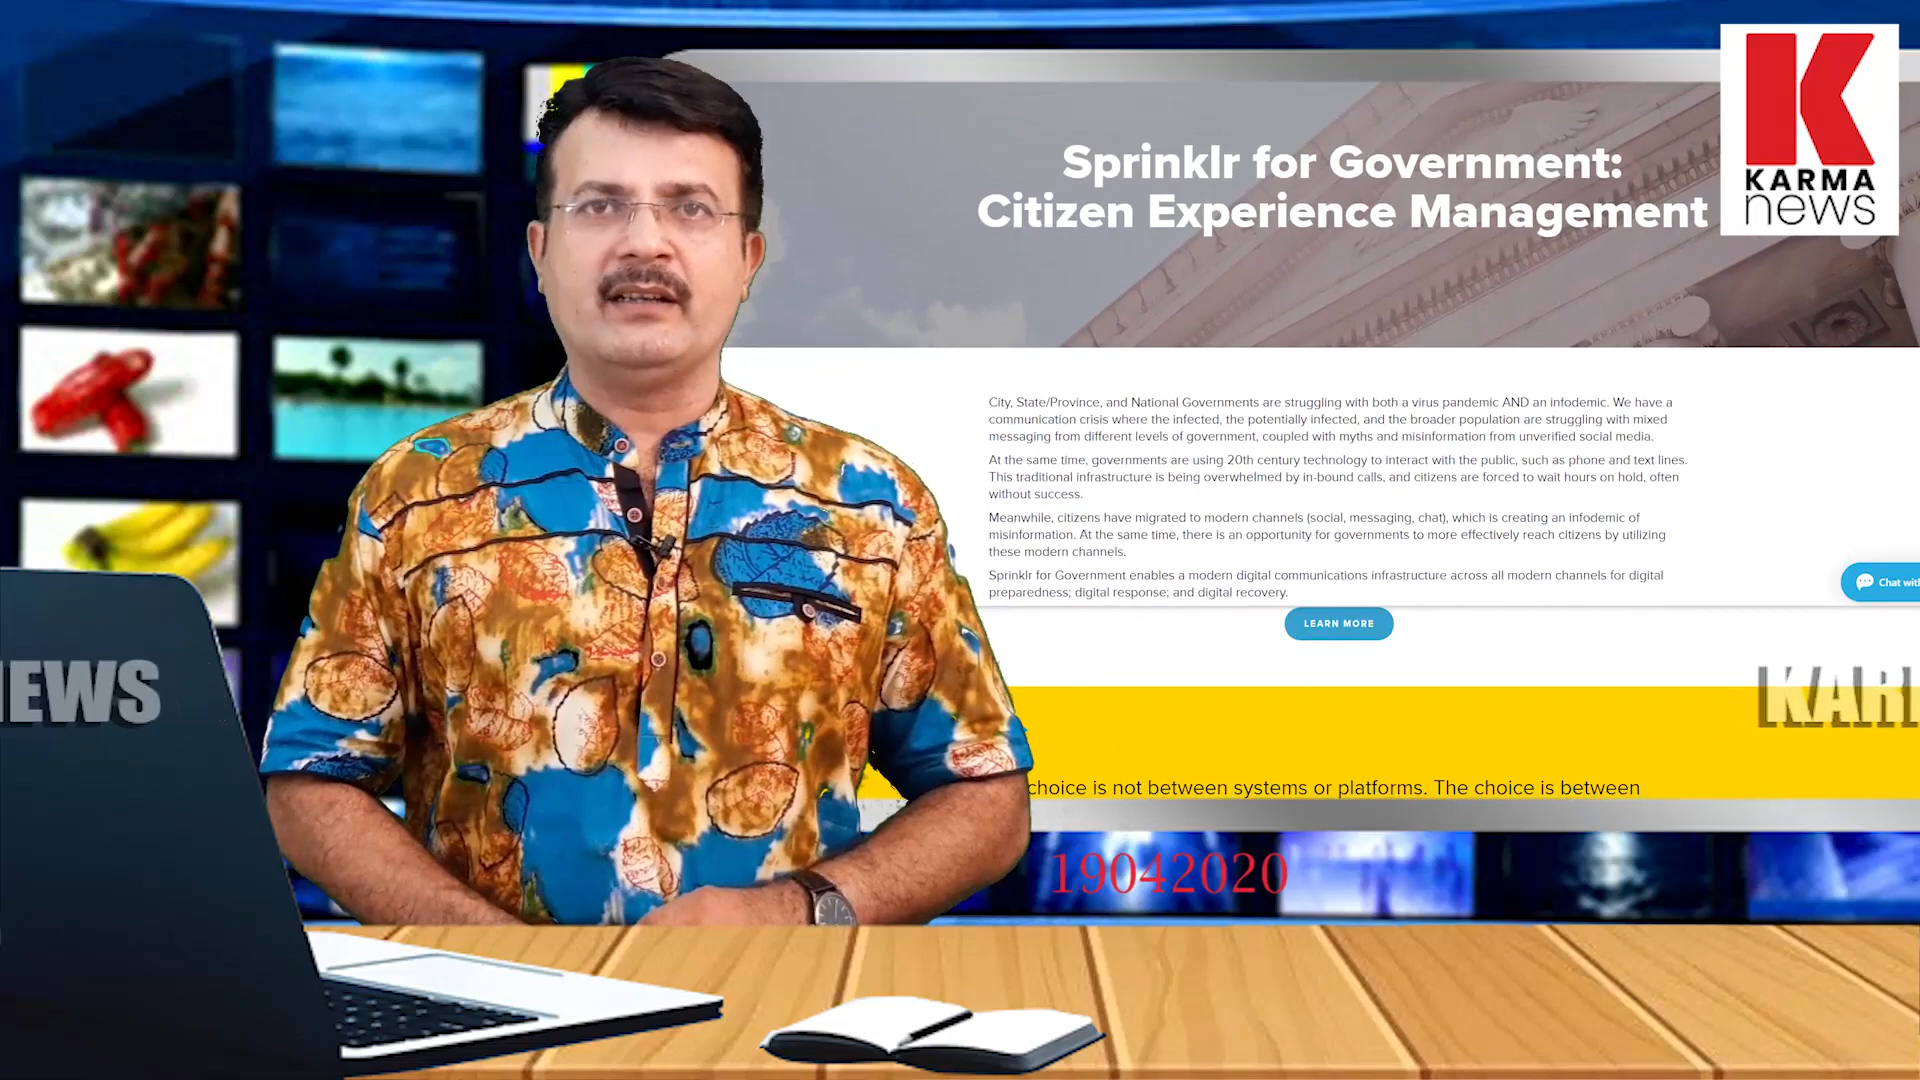 Sprinklr for Government:
Citizen Experience Management
KARMA
news
City, State/Province, and National Governments are struggling with both a virus pandemic AND an infodemic. We have a
communication crisis where the infected, the potentially infected, and the broader population are struggling with mixed
messaging from different levels of government, coupled with myths and misinformation from unverified social media.
At the same time, governments are using 20th century technology to interact with the public, such as phone and text lines.
This traditional infrastructure is being overwhelmed by in-bound calls, and citizens are forced to wait hours on hold, often
without success.
Meanwhile, citizens have migrated to modern channels (social, messaging, chat), which is creating an infodemic of
misinformation. At the same time, there is an opportunity for governments to more effectively reach citizens by utilizing
these modern channels.
Sprinklr for Government enables a modern digital communications infrastructure across all modern channels for digital
preparedness; digital response; and digital recovery.
Chat with
LEARN MORE
NEWS
KAR
choice is not between systems or platforms. The choice is between
19042020